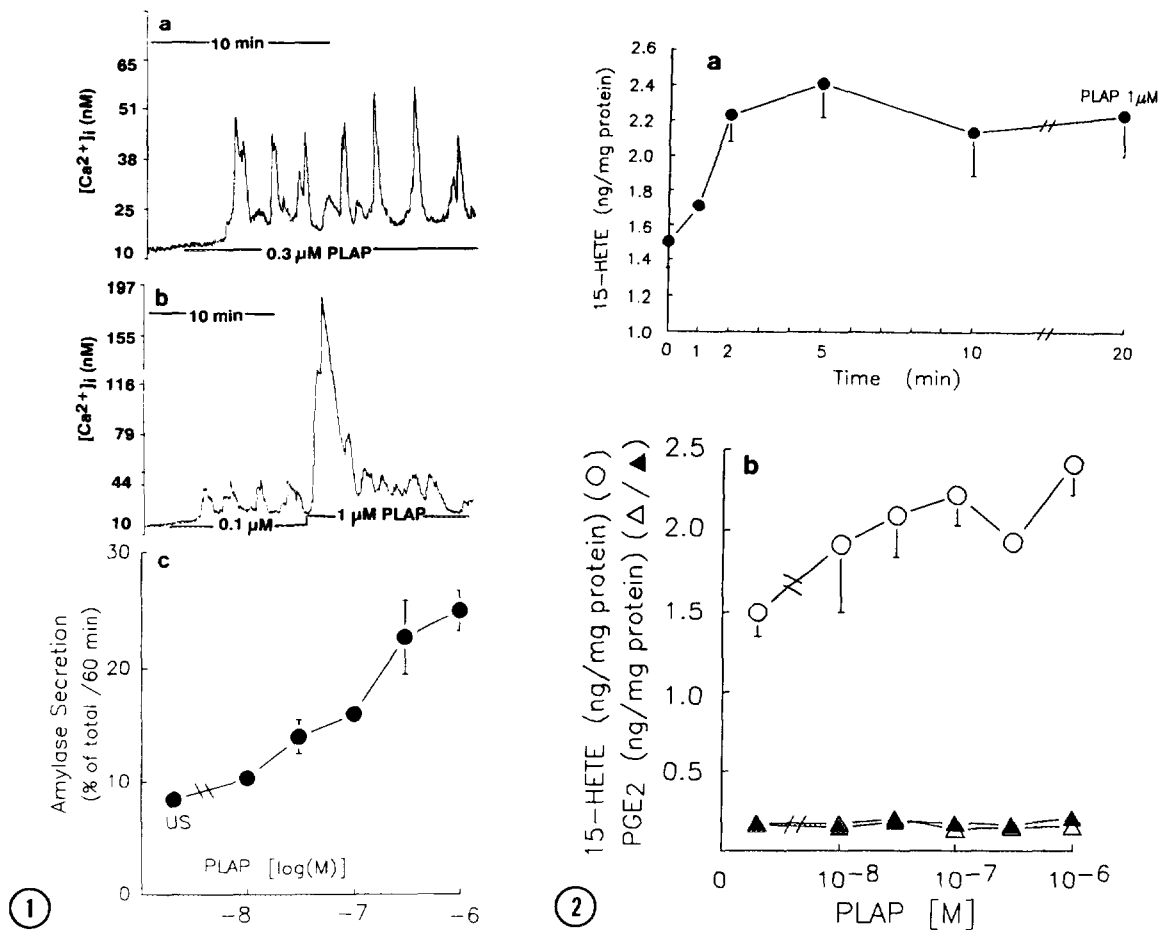 a
10 min
65
51
38
25
10
[Ca²⁺]i (nM)
0.3 µM PLAP
b
10 min
197
155
116
79
44
10
[Ca²⁺]i (nM)
0.1 µM
1 µM PLAP
c
30
20
10
0
Amylase Secretion
(% of total /60 min)
US
PLAP [log(M)]
−8
−7
−6
1
a
2.6
2.4
2.2
2.0
1.8
1.6
1.4
1.2
1.0
15−HETE (ng/mg protein)
PLAP 1µM
0
1
2
5
10
20
Time (min)
b
2.5
2.0
1.5
1.0
0.5
15−HETE (ng/mg protein) (○)
PGE₂ (ng/mg protein) (△/▲)
0
10⁻⁸
10⁻⁷
10⁻⁶
PLAP [M]
2